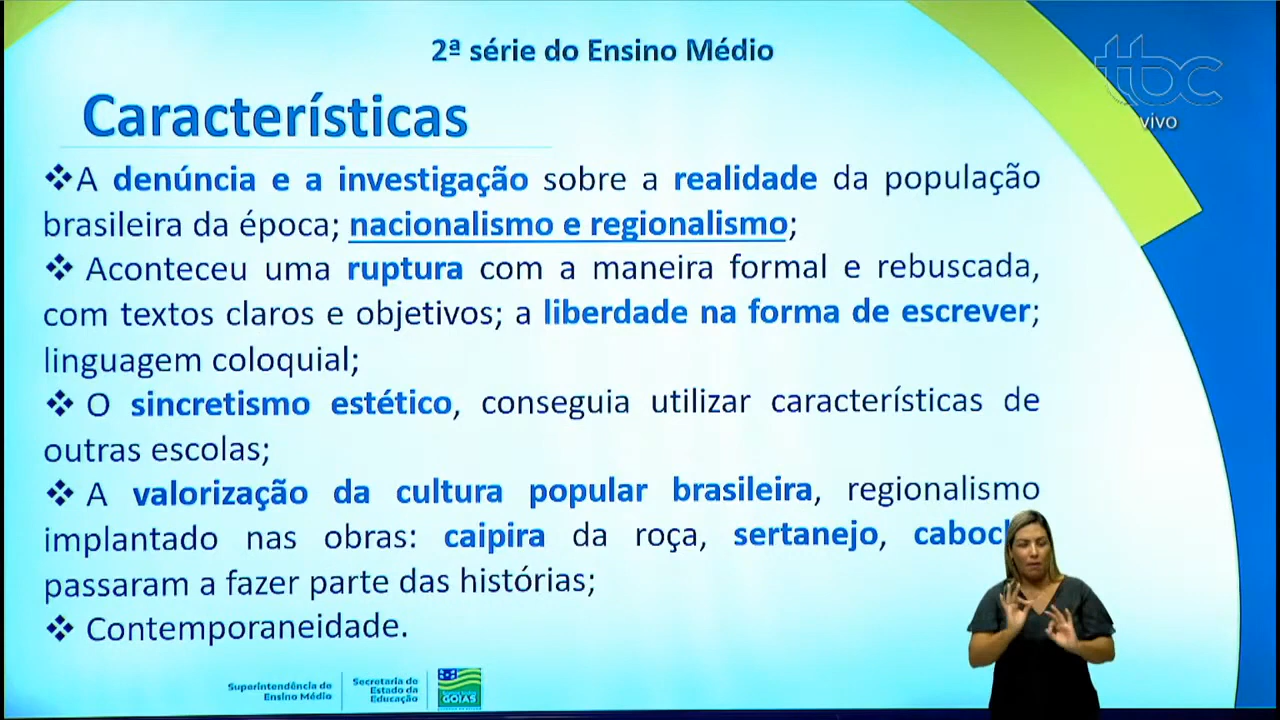 2ª série do Ensino Médio
tbc
vivo
Características
❖A denúncia e a investigação sobre a realidade da população
brasileira da época; nacionalismo e regionalismo;
❖ Aconteceu uma ruptura com a maneira formal e rebuscada,
com textos claros e objetivos; a liberdade na forma de escrever;
linguagem coloquial;
❖ O sincretismo estético, conseguia utilizar características de
outras escolas;
❖ A valorização da cultura popular brasileira, regionalismo
implantado nas obras: caipira da roça, sertanejo,
passaram a fazer parte das histórias;
❖ Contemporaneidade.
Superintendência de
Ensino Médio
Secretaria de
Estado da
Educação
GOIÁS